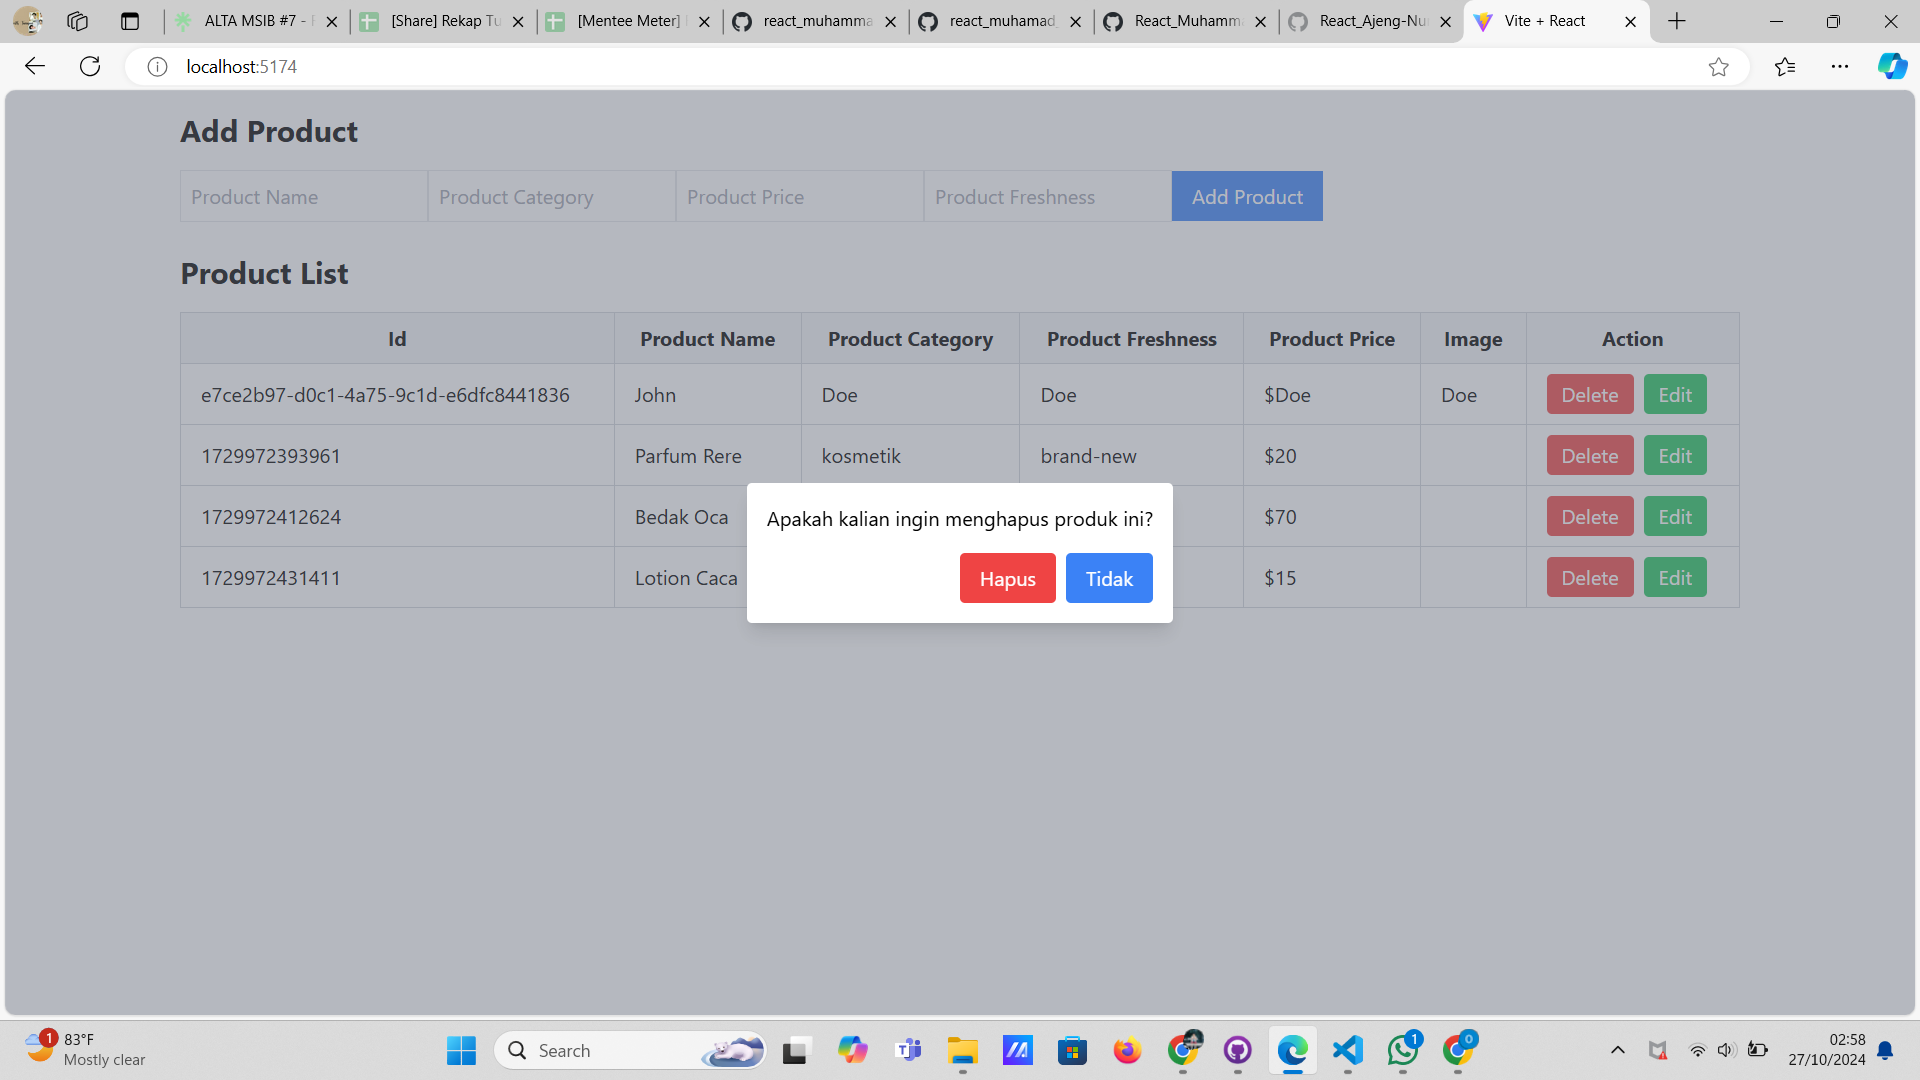 ALTA MSIB #7 -
[Share] Rekap Tu
[Mentee Meter]
react_muhamma
react_muhamad_
React_Muhamm
React_Ajeng-Nu
Vite + React
localhost:5174
Add Product
Product Name
Product Category
Product Price
Product Freshness
Add Product
Product List
Id Product Name Product Category Product Freshness Product Price Image Action
e7ce2b97-d0c1-4a75-9c1d-e6dfc8441836 John Doe Doe $Doe Doe Delete Edit
1729972393961 Parfum Rere kosmetik brand-new $20 Delete Edit
1729972412624 Bedak Oca $70 Delete Edit
1729972431411 Lotion Caca $15 Delete Edit
Apakah kalian ingin menghapus produk ini?
Hapus Tidak
1
83°F
Mostly clear
Search
1
0
02:58
27/10/2024